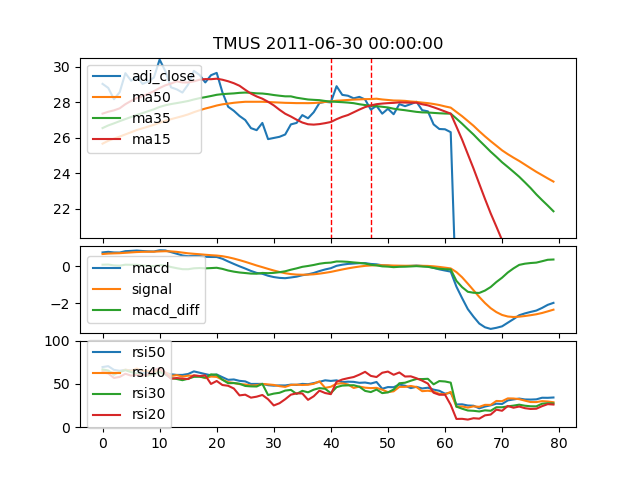 TMUS 2011-06-30 00:00:00
30
28
26
24
22
adj_close
ma50
ma35
ma15
0
−2
macd
signal
macd_diff
100
50
0
rsi50
rsi40
rsi30
rsi20
0 10 20 30 40 50 60 70 80